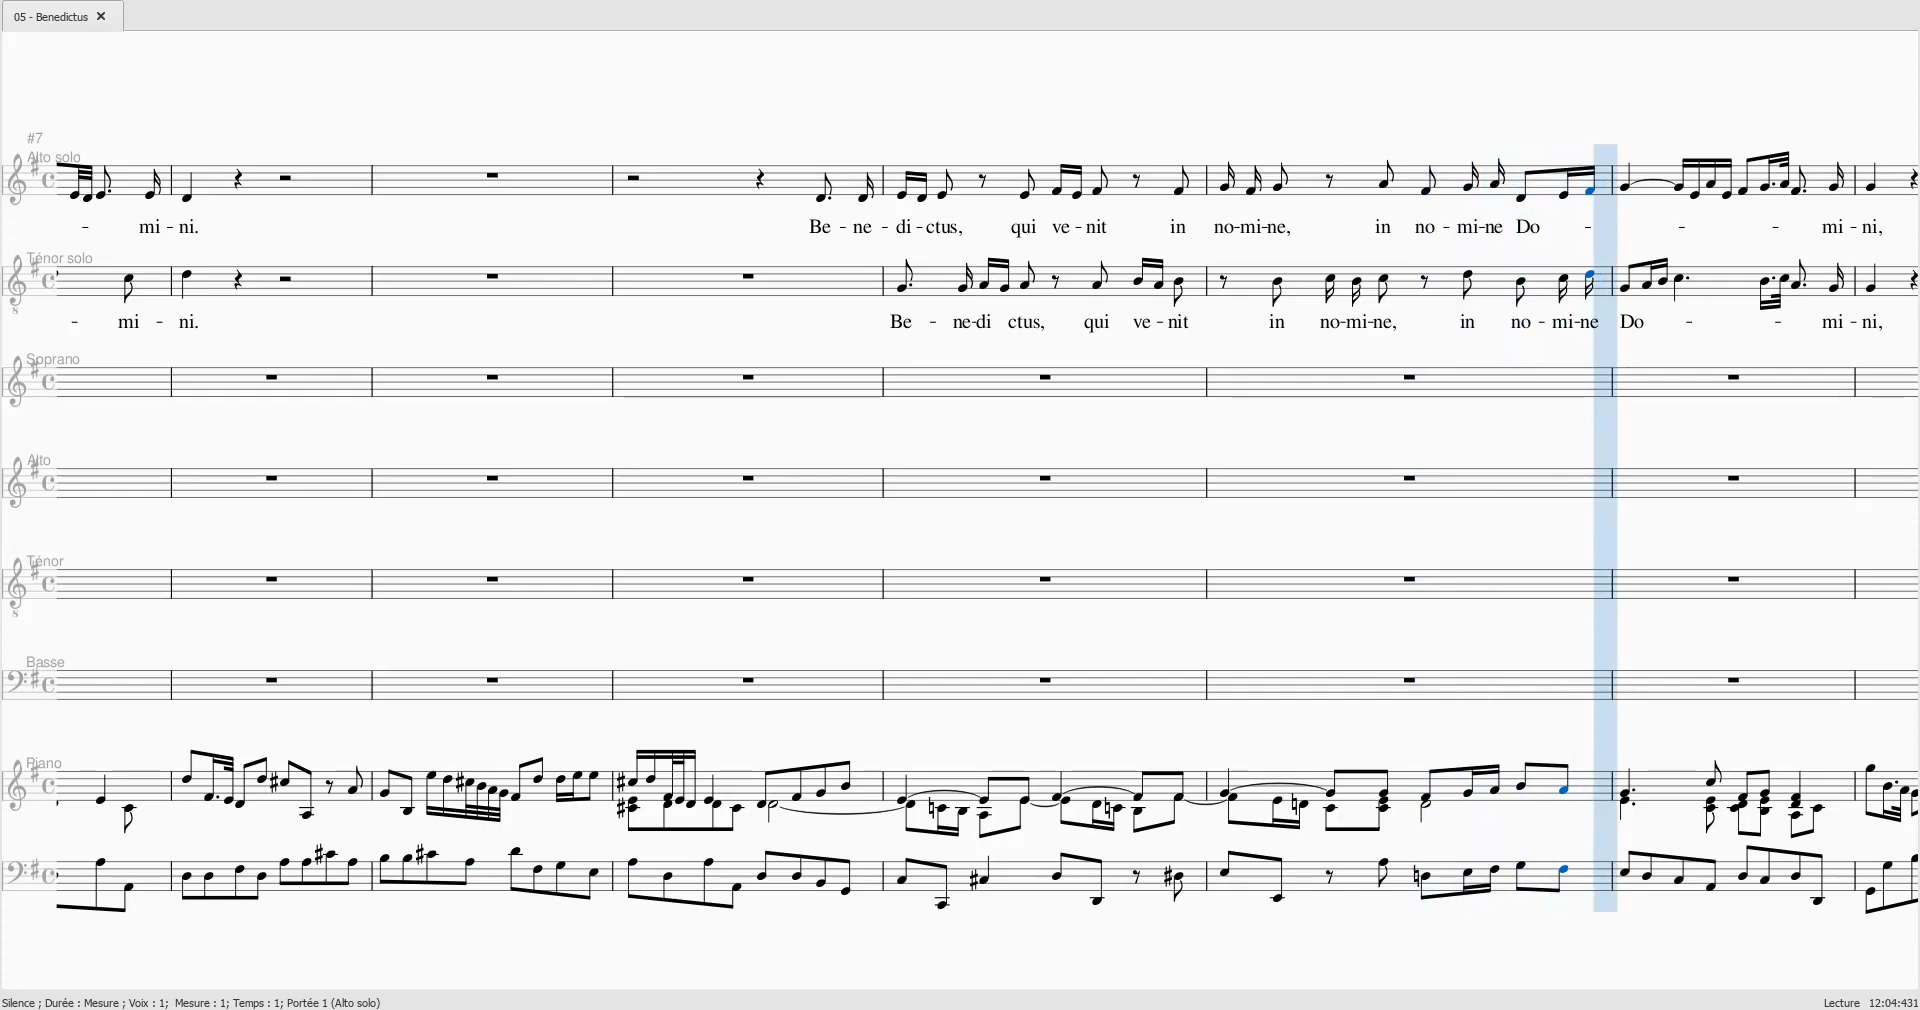 05 - Benedictus ✕
#7
Alto solo
- mi - ni. Be - ne - di - ctus, qui ve - nit in no-mi-ne, in no - mi-ne Do - - - mi - ni,
Ténor solo
- mi - ni. Be - ne-di ctus, qui ve - nit in no-mi-ne, in no - mi-ne Do - - mi - ni,
Soprano
Alto
Ténor
Basse
Piano
Silence ; Durée : Mesure ; Voix : 1; Mesure : 1; Temps : 1; Portée 1 (Alto solo)
Lecture 12:04:431